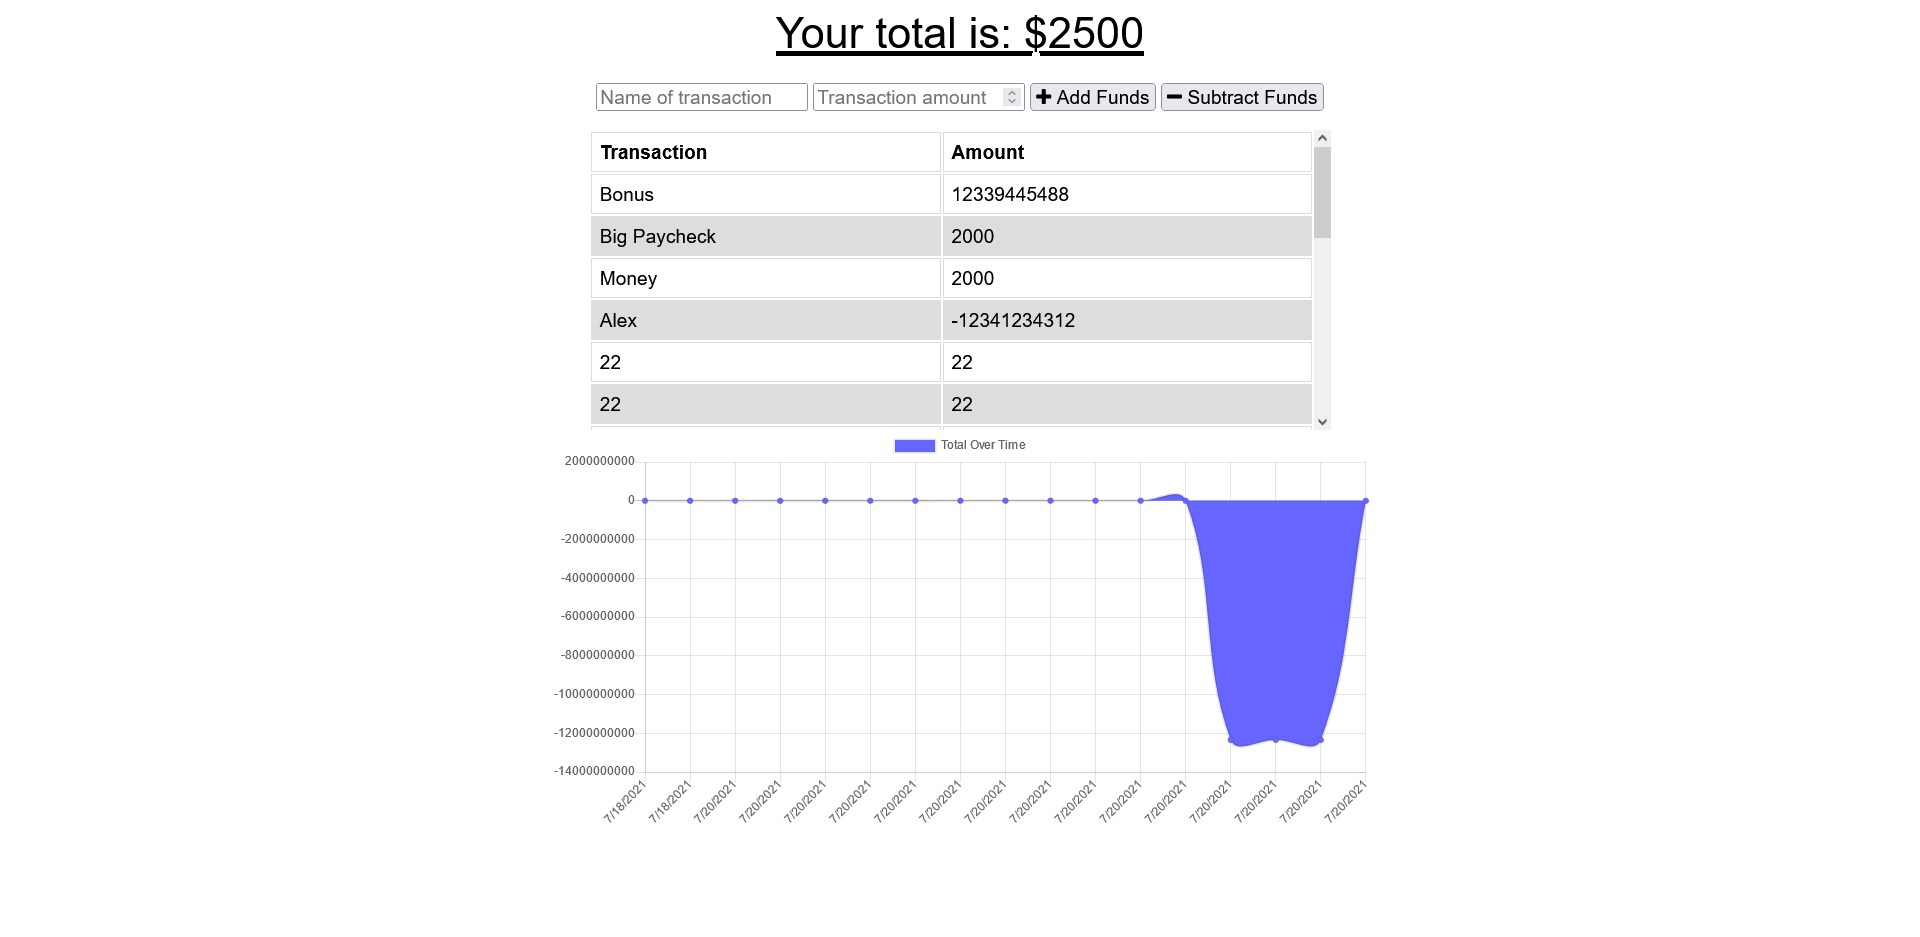 Your total is: $2500
Name of transaction Transaction amount Add Funds Subtract Funds
Transaction Amount
Bonus 12339445488
Big Paycheck 2000
Money 2000
Alex -12341234312
22 22
22 22
Total Over Time
2000000000
0
-2000000000
-4000000000
-6000000000
-8000000000
-10000000000
-12000000000
-14000000000
7/18/2021 7/18/2021 7/20/2021 7/20/2021 7/20/2021 7/20/2021 7/20/2021 7/20/2021 7/20/2021 7/20/2021 7/20/2021 7/20/2021 7/20/2021 7/20/2021 7/20/2021 7/20/2021 7/20/2021